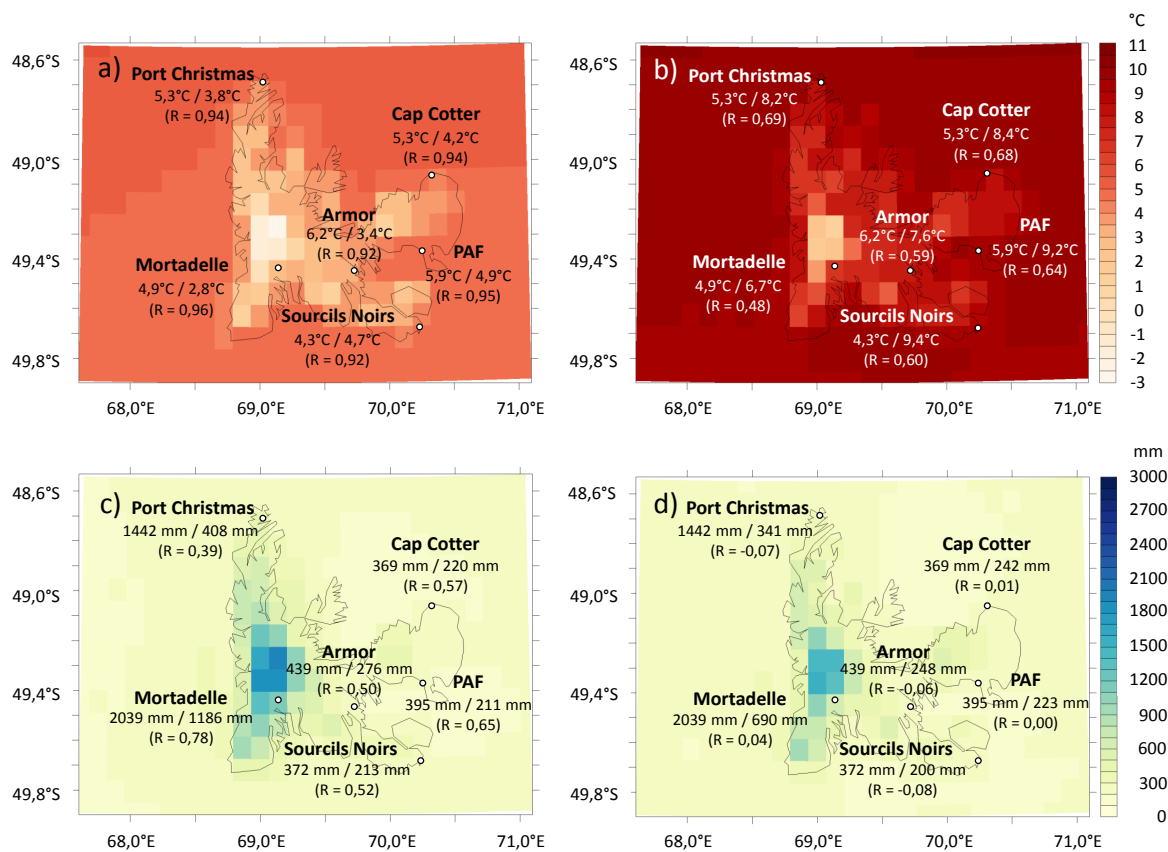 °C
a)
Port Christmas
5,3°C / 3,8°C
(R = 0,94)
Cap Cotter
5,3°C / 4,2°C
(R = 0,94)
Armor
6,2°C / 3,4°C
(R = 0,92)
PAF
5,9°C / 4,9°C
(R = 0,95)
Mortadelle
4,9°C / 2,8°C
(R = 0,96)
Sourcils Noirs
4,3°C / 4,7°C
(R = 0,92)
48,6°S
49,0°S
49,4°S
49,8°S
68,0°E
69,0°E
70,0°E
71,0°E
b)
Port Christmas
5,3°C / 8,2°C
(R = 0,69)
Cap Cotter
5,3°C / 8,4°C
(R = 0,68)
Armor
6,2°C / 7,6°C
(R = 0,59)
PAF
5,9°C / 9,2°C
(R = 0,64)
Mortadelle
4,9°C / 6,7°C
(R = 0,48)
Sourcils Noirs
4,3°C / 9,4°C
(R = 0,60)
48,6°S
49,0°S
49,4°S
49,8°S
68,0°E
69,0°E
70,0°E
71,0°E
11
10
9
8
7
6
5
4
3
2
1
0
-1
-2
-3
c)
Port Christmas
1442 mm / 408 mm
(R = 0,39)
Cap Cotter
369 mm / 220 mm
(R = 0,57)
Armor
439 mm / 276 mm
(R = 0,50)
PAF
395 mm / 211 mm
(R = 0,65)
Mortadelle
2039 mm / 1186 mm
(R = 0,78)
Sourcils Noirs
372 mm / 213 mm
(R = 0,52)
48,6°S
49,0°S
49,4°S
49,8°S
68,0°E
69,0°E
70,0°E
71,0°E
d)
Port Christmas
1442 mm / 341 mm
(R = -0,07)
Cap Cotter
369 mm / 242 mm
(R = 0,01)
Armor
439 mm / 248 mm
(R = -0,06)
PAF
395 mm / 223 mm
(R = 0,00)
Mortadelle
2039 mm / 690 mm
(R = 0,04)
Sourcils Noirs
372 mm / 200 mm
(R = -0,08)
48,6°S
49,0°S
49,4°S
49,8°S
68,0°E
69,0°E
70,0°E
71,0°E
mm
3000
2700
2400
2100
1800
1500
1200
900
600
300
0